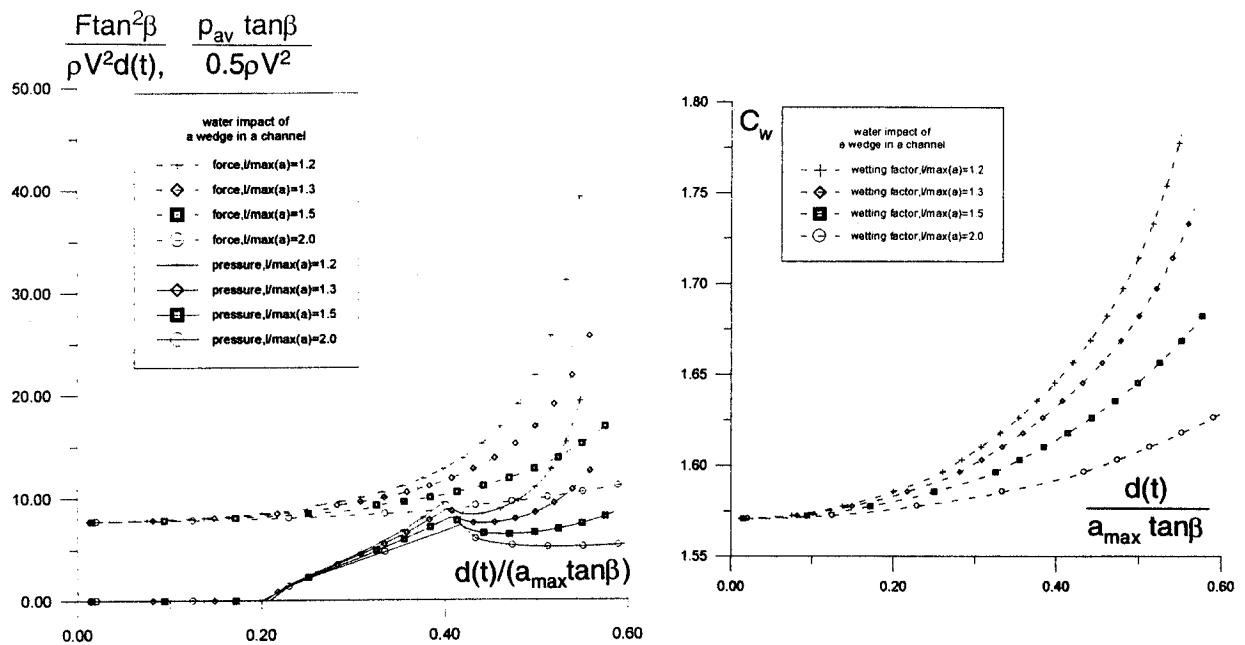 Ftan²β p_av tanβ
ρV²d(t), 0.5ρV²
50.00
40.00
30.00
20.00
10.00
0.00
water impact of
a wedge in a channel
force,l/max(a)=1.2
force,l/max(a)=1.3
force,l/max(a)=1.5
force,l/max(a)=2.0
pressure,l/max(a)=1.2
pressure,l/max(a)=1.3
pressure,l/max(a)=1.5
pressure,l/max(a)=2.0
d(t)/(a_max tanβ)
0.00 0.20 0.40 0.60
1.80
1.75
1.70
1.65
1.60
1.55
C_w
water impact of
a wedge in a channel
wetting factor,l/max(a)=1.2
wetting factor,l/max(a)=1.3
wetting factor,l/max(a)=1.5
wetting factor,l/max(a)=2.0
d(t)
a_max tanβ
0.00 0.20 0.40 0.60